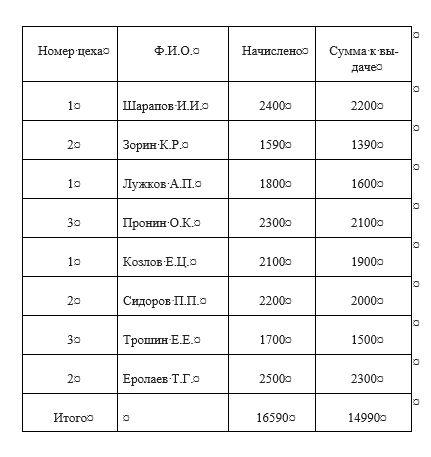 Номер цеха Ф.И.О. Начислено Сумма к вы-
даче
1 Шарапов И.И. 2400 2200
2 Зорин К.Р. 1590 1390
1 Лужков А.П. 1800 1600
3 Пронин О.К. 2300 2100
1 Козлов Е.Ц. 2100 1900
2 Сидоров П.П. 2200 2000
3 Трошин Е.Е. 1700 1500
2 Еролаев Т.Г. 2500 2300
Итого 16590 14990